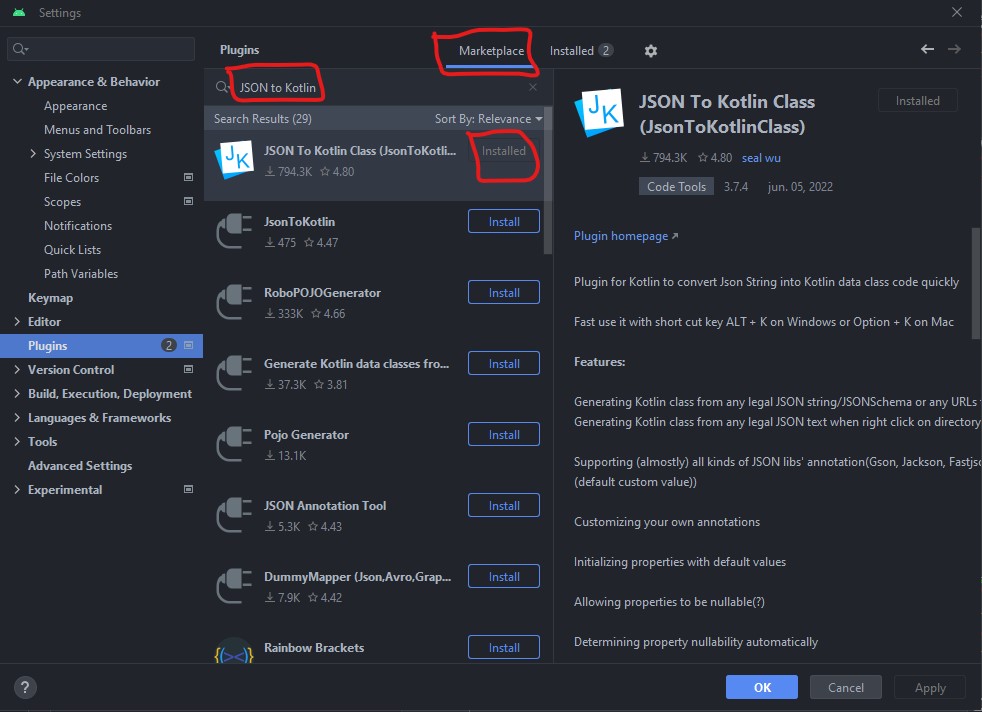 Settings
Plugins
Marketplace
Installed 2
Appearance & Behavior
Appearance
Menus and Toolbars
System Settings
File Colors
Scopes
Notifications
Quick Lists
Path Variables
Keymap
Editor
Plugins 2
Version Control
Build, Execution, Deployment
Languages & Frameworks
Tools
Advanced Settings
Experimental
JSON to Kotlin
Search Results (29) Sort By: Relevance
JK
JSON To Kotlin Class (JsonToKotli... Installed
794.3K 4.80
JsonToKotlin Install
475 4.47
RoboPOJOGenerator Install
333K 4.66
Generate Kotlin data classes fro... Install
37.3K 3.81
Pojo Generator Install
13.1K
JSON Annotation Tool Install
5.3K 4.43
DummyMapper (Json,Avro,Grap... Install
7.9K 4.42
Rainbow Brackets Install
JK
JSON To Kotlin Class
(JsonToKotlinClass)
Installed
794.3K 4.80 seal wu
Code Tools 3.7.4 jun. 05, 2022
Plugin homepage
Plugin for Kotlin to convert Json String into Kotlin data class code quickly
Fast use it with short cut key ALT + K on Windows or Option + K on Mac
Features:
Generating Kotlin class from any legal JSON string/JSONSchema or any URLs
Generating Kotlin class from any legal JSON text when right click on directory
Supporting (almostly) all kinds of JSON libs' annotation(Gson, Jackson, Fastjso
(default custom value))
Customizing your own annotations
Initializing properties with default values
Allowing properties to be nullable(?)
Determining property nullability automatically
?
OK
Cancel
Apply